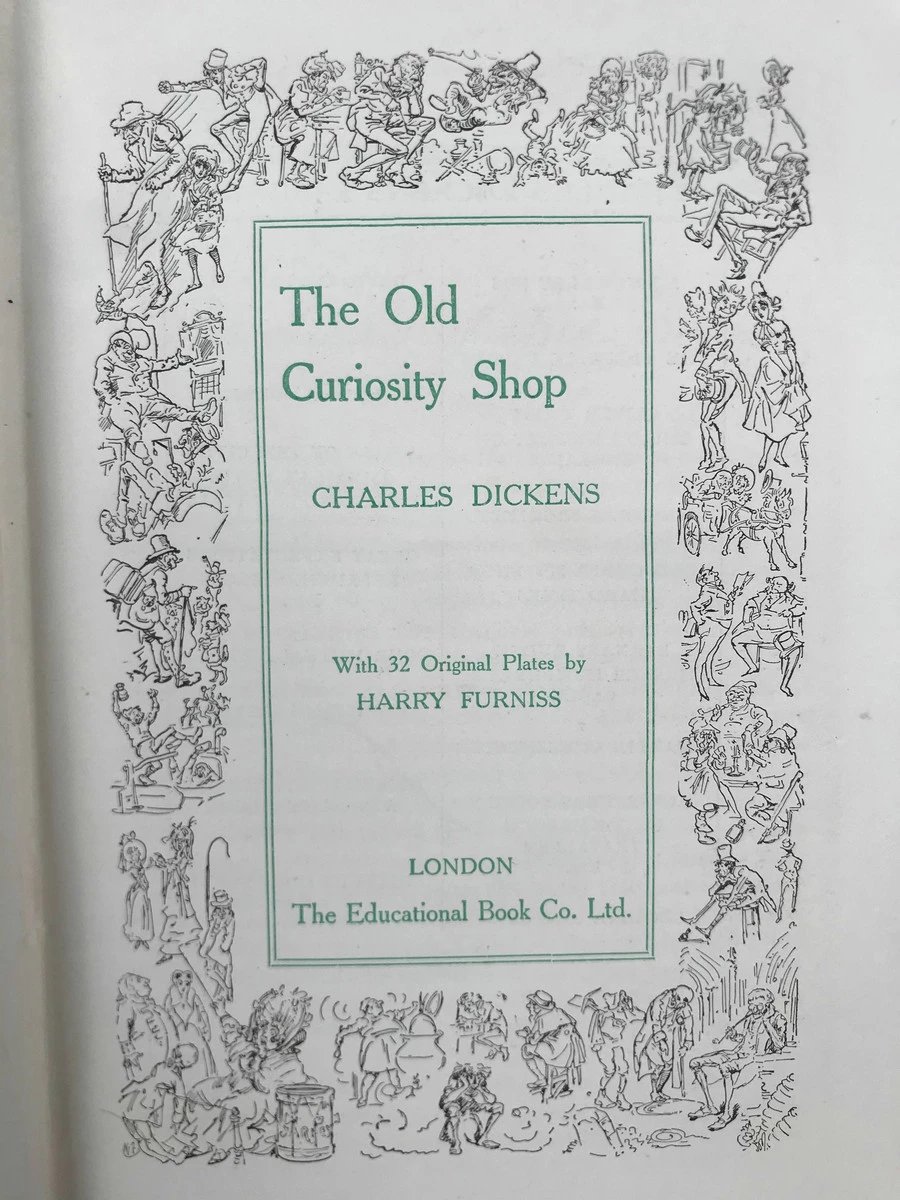 The Old
Curiosity Shop
CHARLES DICKENS
With 32 Original Plates by
HARRY FURNISS
LONDON
The Educational Book Co. Ltd.